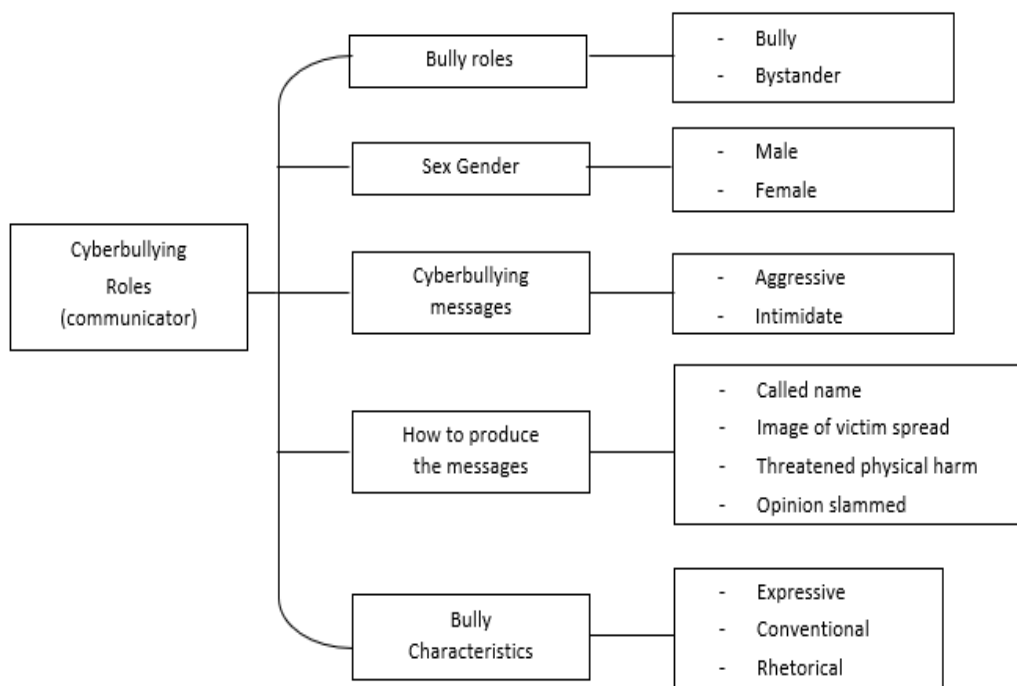 Bully roles
- Bully
- Bystander
Sex Gender
- Male
- Female
Cyberbullying
Roles
(communicator)
Cyberbullying
messages
- Aggressive
- Intimidate
How to produce
the messages
- Called name
- Image of victim spread
- Threatened physical harm
- Opinion slammed
Bully
Characteristics
- Expressive
- Conventional
- Rhetorical